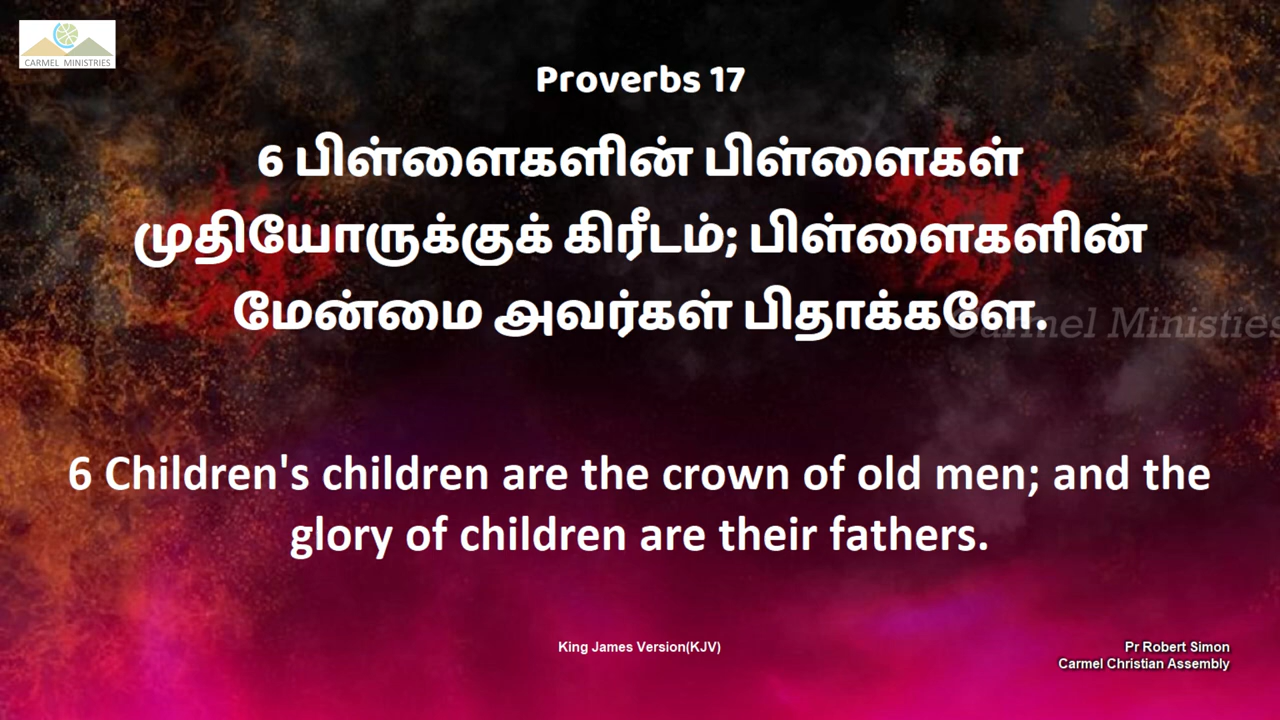 CARMEL MINISTRIES
Proverbs 17
6 பிள்ளைகளின் பிள்ளைகள்
முதியோருக்குக் கிரீடம்; பிள்ளைகளின்
மேன்மை அவர்கள் பிதாக்களே.
Carmel Ministies
6 Children's children are the crown of old men; and the
glory of children are their fathers.
King James Version(KJV)
Pr Robert Simon
Carmel Christian Assembly